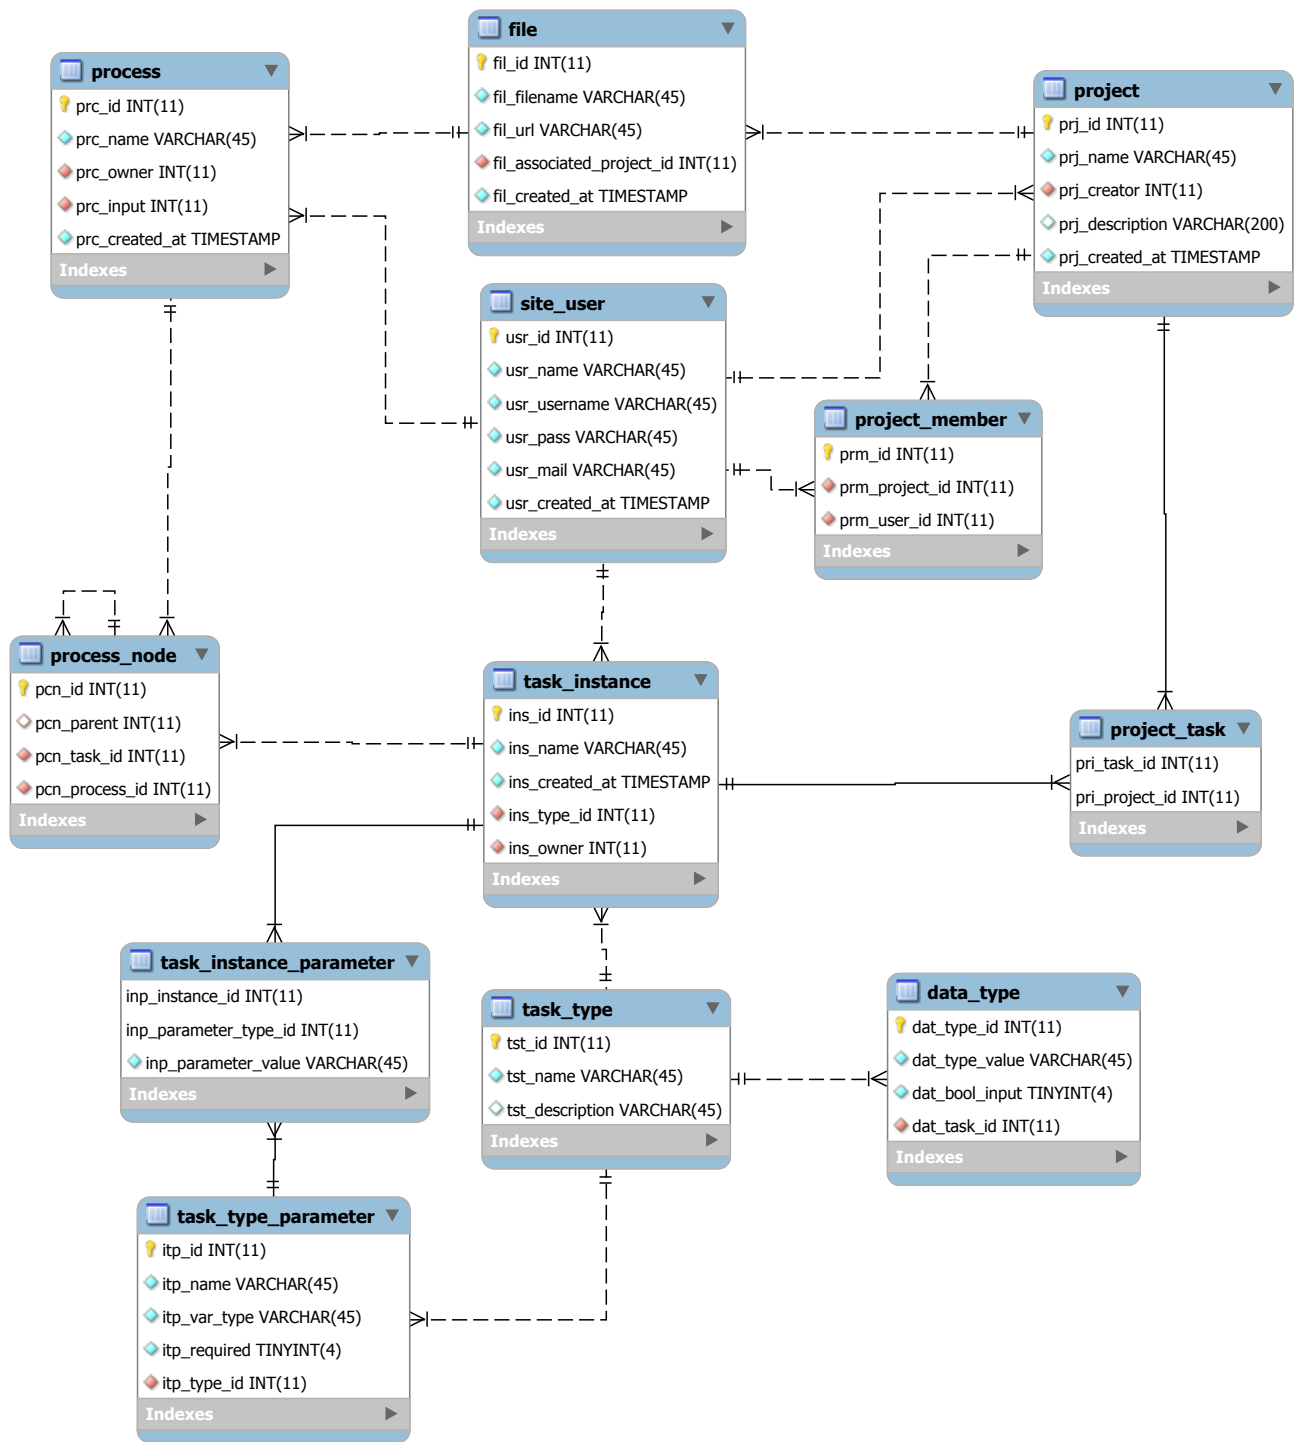 file
fil_id INT(11)
fil_filename VARCHAR(45)
fil_url VARCHAR(45)
fil_associated_project_id INT(11)
fil_created_at TIMESTAMP
Indexes
process
prc_id INT(11)
prc_name VARCHAR(45)
prc_owner INT(11)
prc_input INT(11)
prc_created_at TIMESTAMP
Indexes
project
prj_id INT(11)
prj_name VARCHAR(45)
prj_creator INT(11)
prj_description VARCHAR(200)
prj_created_at TIMESTAMP
Indexes
site_user
usr_id INT(11)
usr_name VARCHAR(45)
usr_username VARCHAR(45)
usr_pass VARCHAR(45)
usr_mail VARCHAR(45)
usr_created_at TIMESTAMP
Indexes
project_member
prm_id INT(11)
prm_project_id INT(11)
prm_user_id INT(11)
Indexes
process_node
pcn_id INT(11)
pcn_parent INT(11)
pcn_task_id INT(11)
pcn_process_id INT(11)
Indexes
task_instance
ins_id INT(11)
ins_name VARCHAR(45)
ins_created_at TIMESTAMP
ins_type_id INT(11)
ins_owner INT(11)
Indexes
project_task
pri_task_id INT(11)
pri_project_id INT(11)
Indexes
task_instance_parameter
inp_instance_id INT(11)
inp_parameter_type_id INT(11)
inp_parameter_value VARCHAR(45)
Indexes
task_type
tst_id INT(11)
tst_name VARCHAR(45)
tst_description VARCHAR(45)
Indexes
data_type
dat_type_id INT(11)
dat_type_value VARCHAR(45)
dat_bool_input TINYINT(4)
dat_task_id INT(11)
Indexes
task_type_parameter
itp_id INT(11)
itp_name VARCHAR(45)
itp_var_type VARCHAR(45)
itp_required TINYINT(4)
itp_type_id INT(11)
Indexes